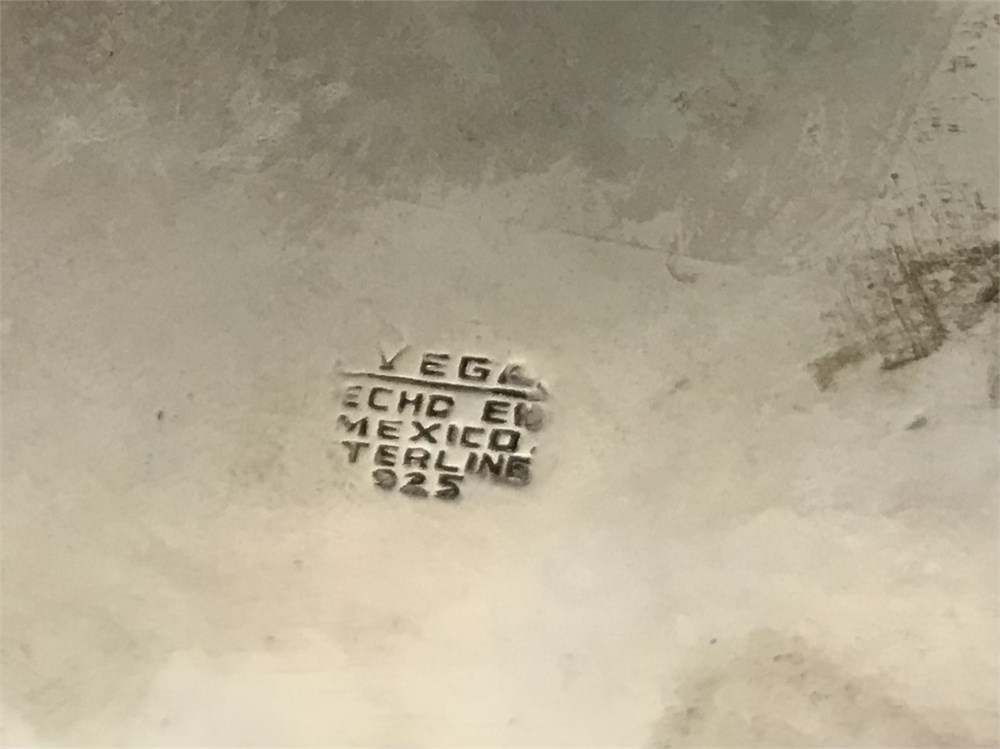 VEGA
ECHO EN
MEXICO
TERLING
925